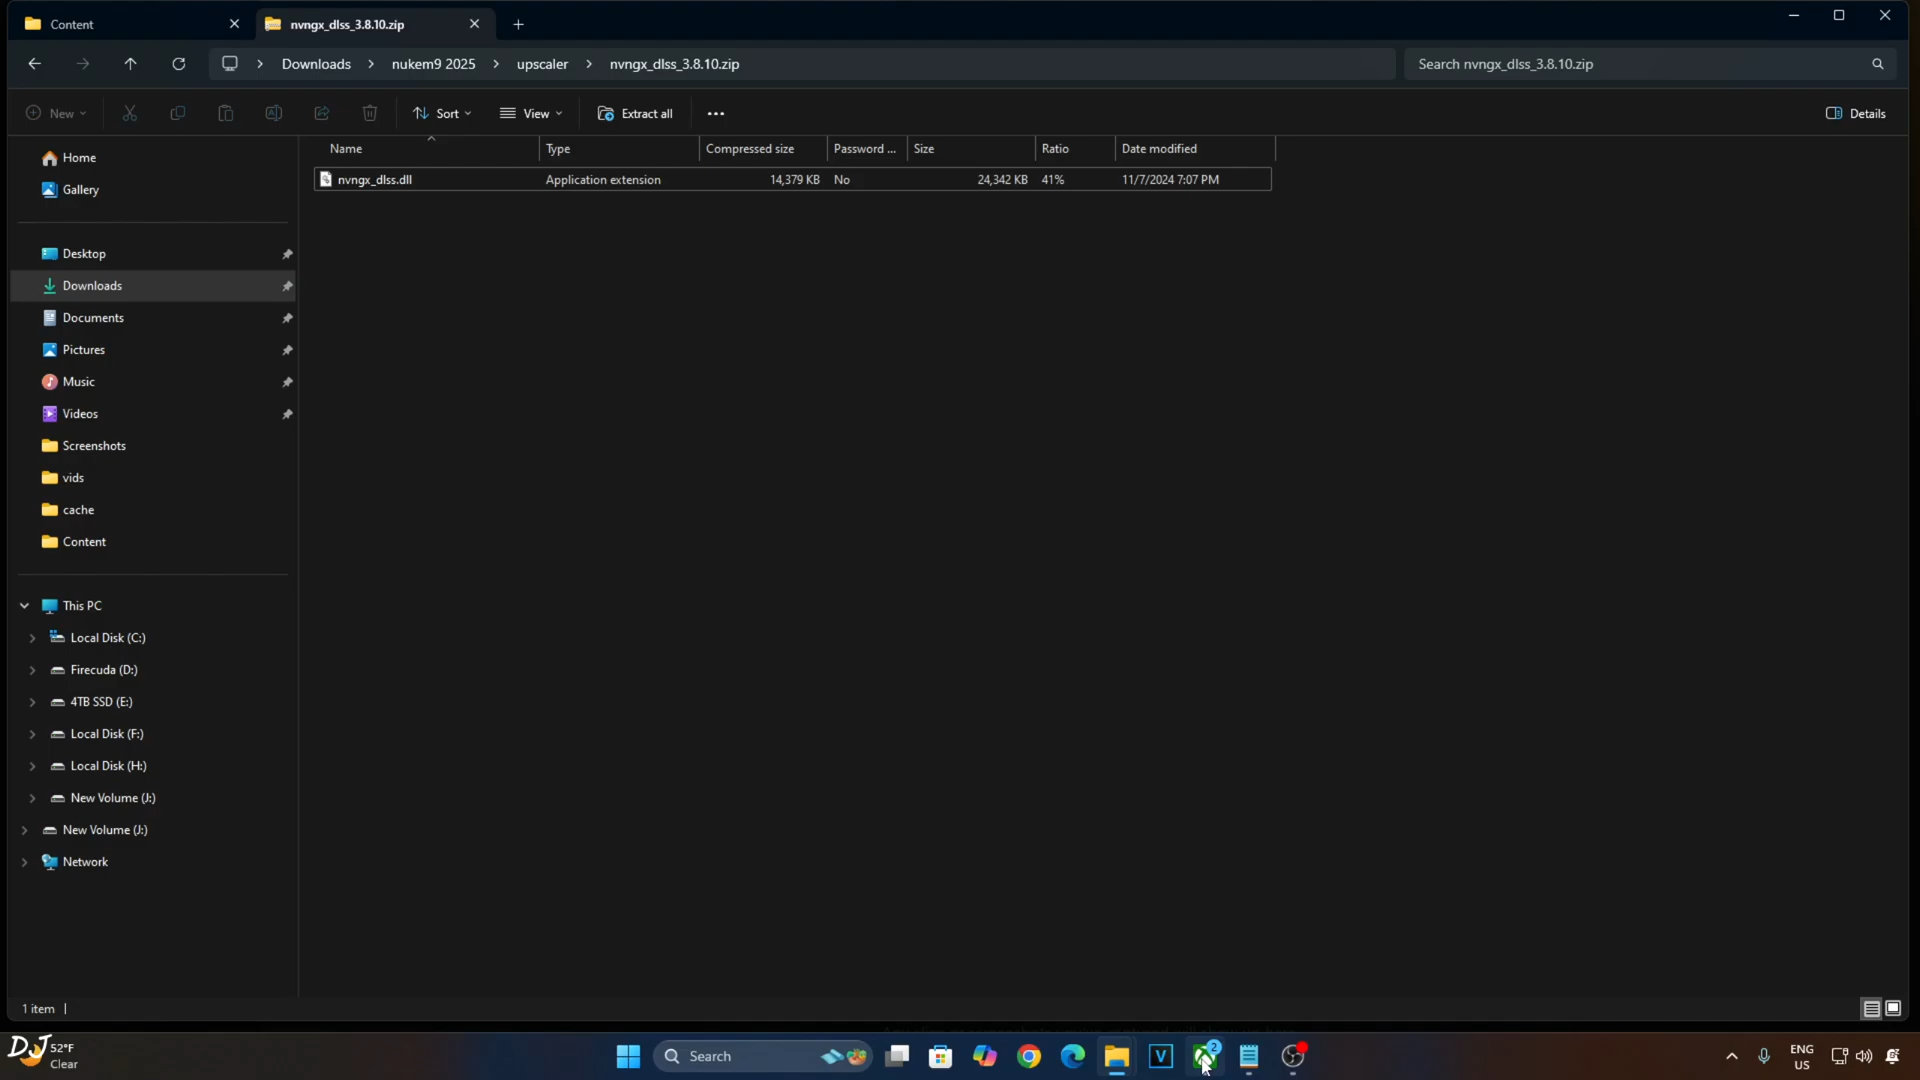 Content
nvngx_dlss_3.8.10.zip
Downloads
nukem9 2025
upscaler
nvngx_dlss_3.8.10.zip
Search nvngx_dlss_3.8.10.zip
New
Sort
View
Extract all
Details
Name
Type
Compressed size
Password ...
Size
Ratio
Date modified
nvngx_dlss.dll
Application extension
14,379 KB
No
24,342 KB
41%
11/7/2024 7:07 PM
Home
Gallery
Desktop
Downloads
Documents
Pictures
Music
Videos
Screenshots
vids
cache
Content
This PC
Local Disk (C:)
Firecuda (D:)
4TB SSD (E:)
Local Disk (F:)
Local Disk (H:)
New Volume (J:)
New Volume (J:)
Network
1 item
DJ
52°F
Clear
Search
V
2
ENG
US